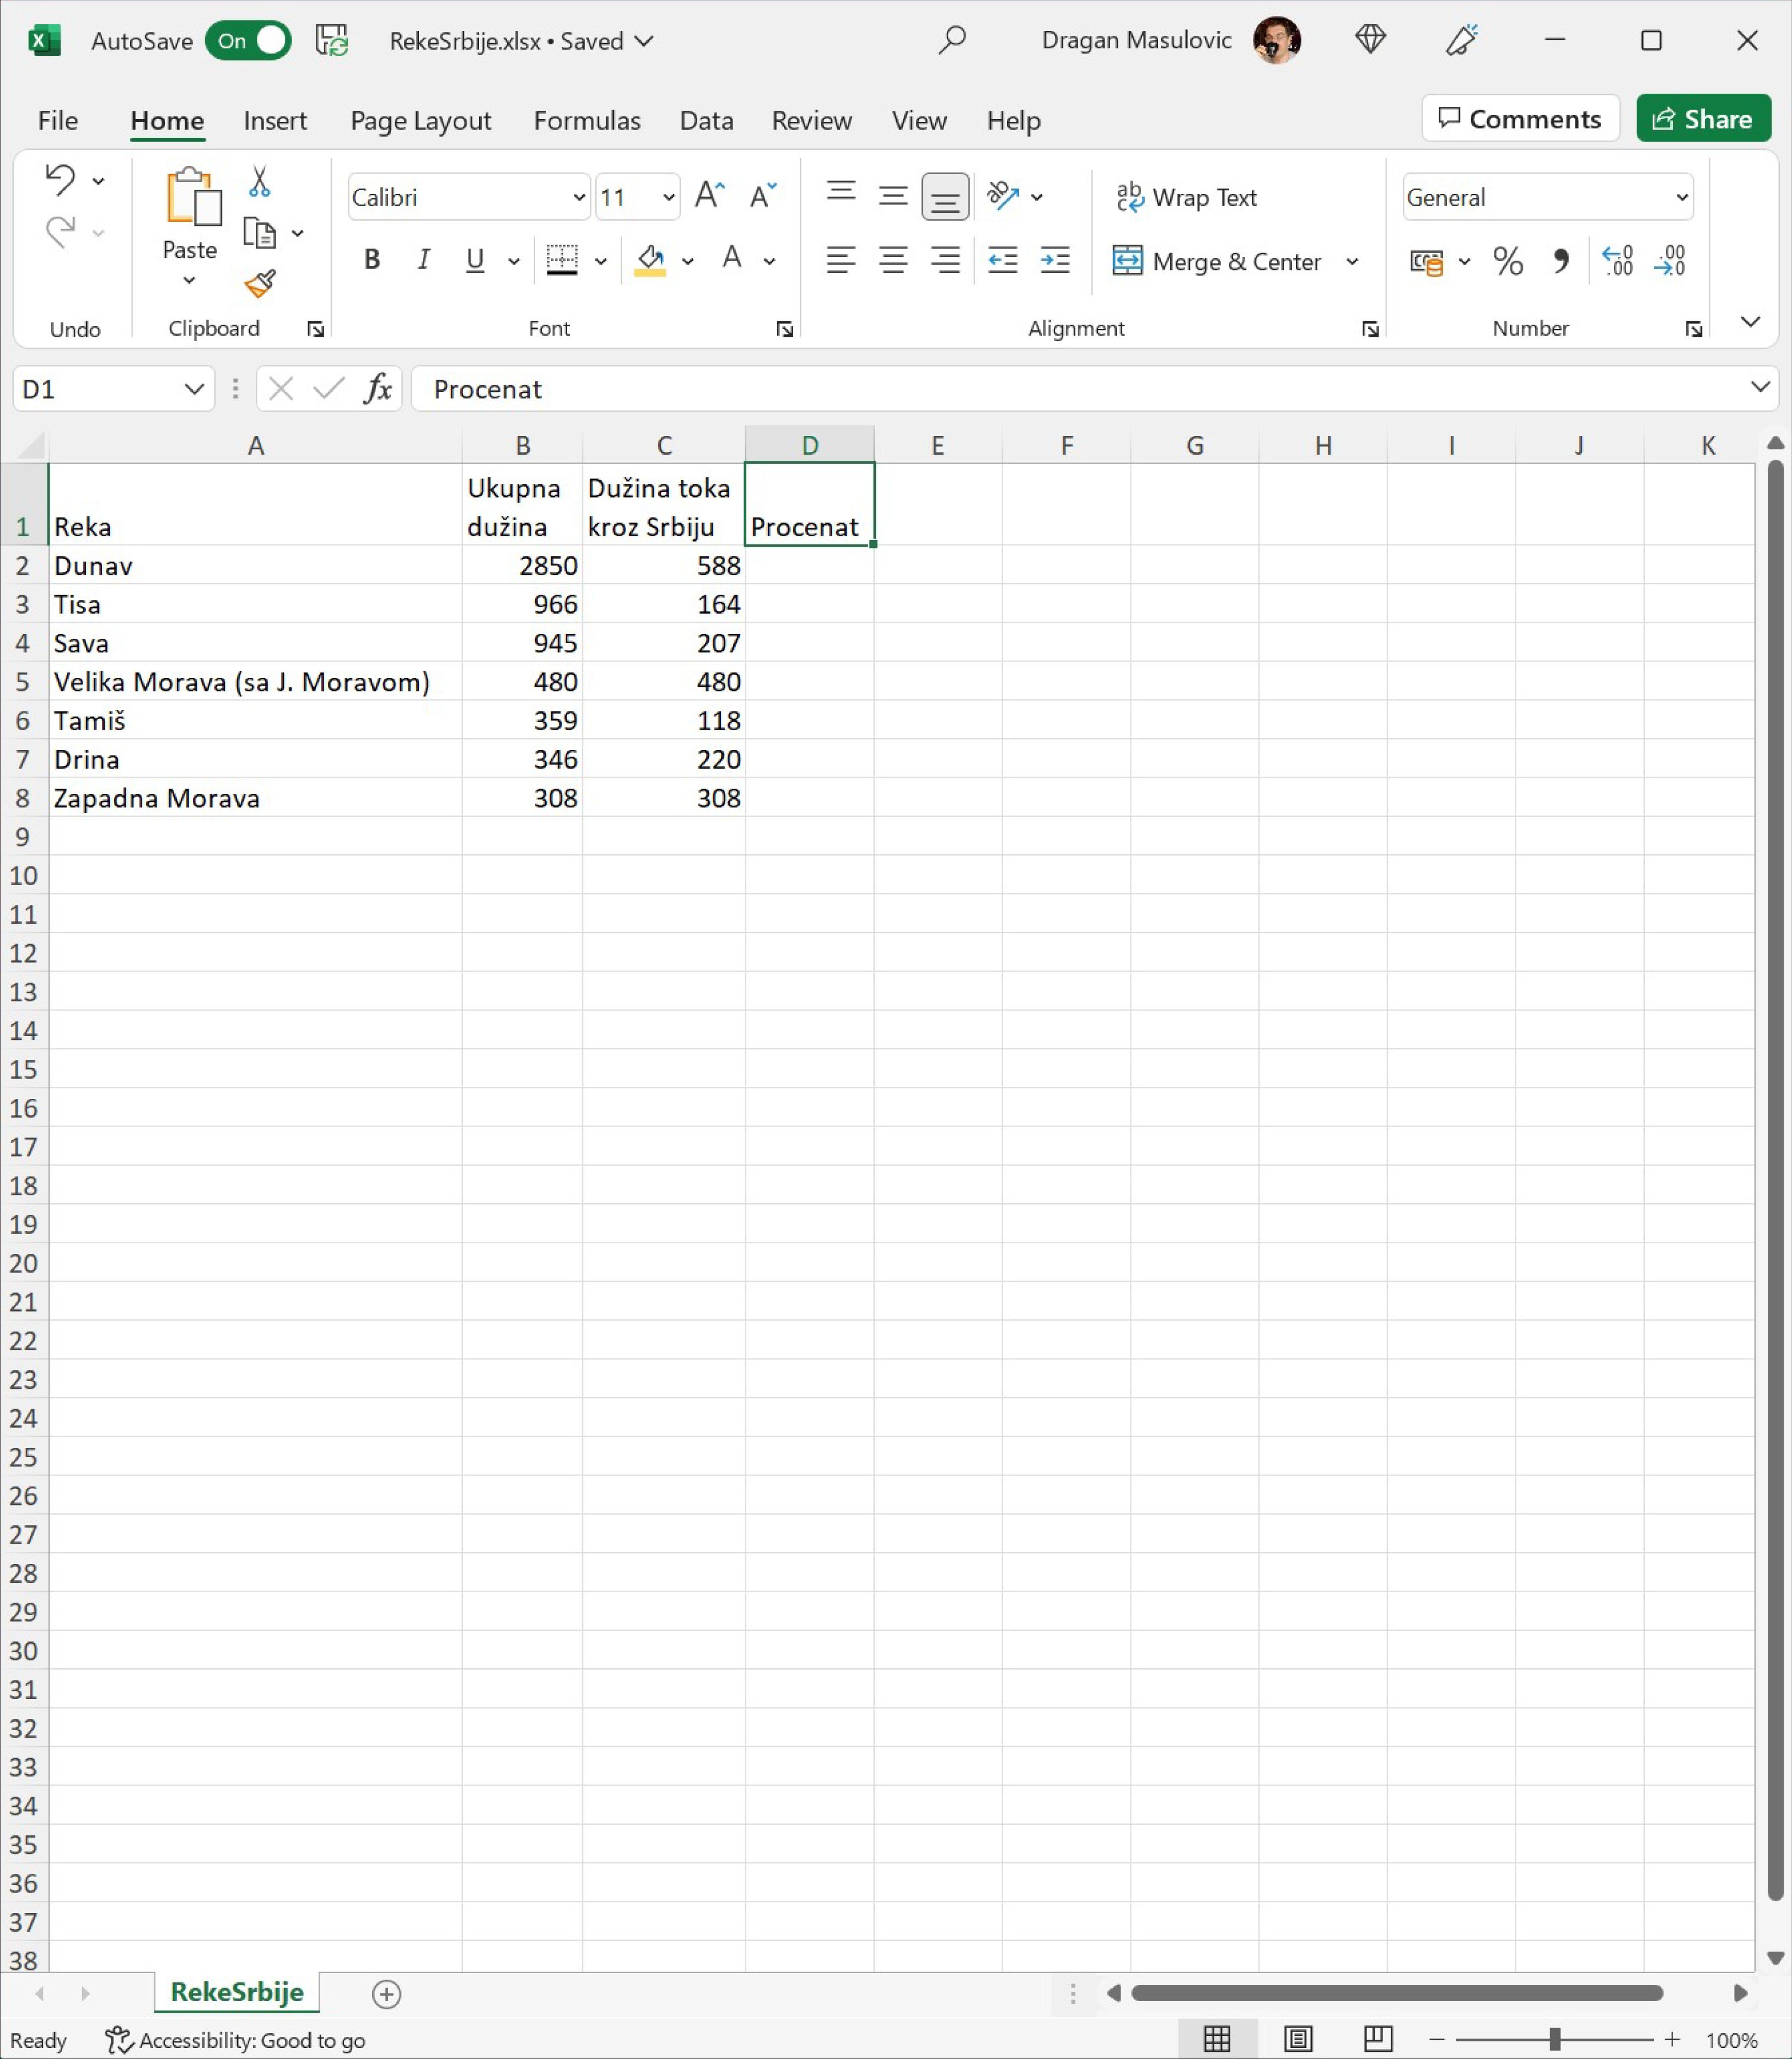 AutoSave On RekeSrbije.xlsx • Saved Dragan Masulovic
File Home Insert Page Layout Formulas Data Review View Help Comments Share
Paste
Calibri 11
B I U A
ab Wrap Text
Merge & Center
General
% 9 .00 .00
Undo Clipboard Font Alignment Number
D1 fx Procenat
A B C D E F G H I J K
1 Reka Ukupna dužina Dužina toka kroz Srbiju Procenat
2 Dunav 2850 588
3 Tisa 966 164
4 Sava 945 207
5 Velika Morava (sa J. Moravom) 480 480
6 Tamiš 359 118
7 Drina 346 220
8 Zapadna Morava 308 308
9
10
11
12
13
14
15
16
17
18
19
20
21
22
23
24
25
26
27
28
29
30
31
32
33
34
35
36
37
38
RekeSrbije
Ready Accessibility: Good to go 100%